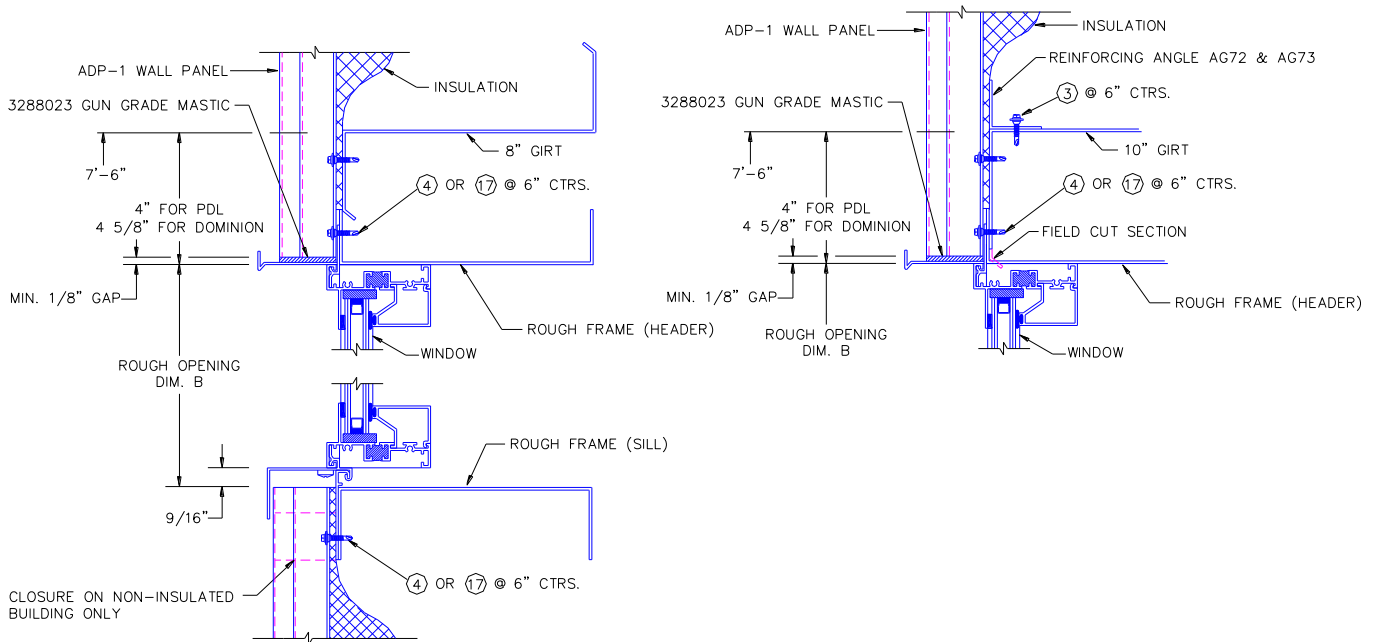 ADP-1 WALL PANEL
INSULATION
3288023 GUN GRADE MASTIC
8" GIRT
7'-6"
4 OR 17 @ 6" CTRS.
4" FOR PDL
4 5/8" FOR DOMINION
MIN. 1/8" GAP
ROUGH FRAME (HEADER)
WINDOW
ROUGH OPENING
DIM. B
ROUGH FRAME (SILL)
9/16"
4 OR 17 @ 6" CTRS.
CLOSURE ON NON-INSULATED
BUILDING ONLY
ADP-1 WALL PANEL
INSULATION
REINFORCING ANGLE AG72 & AG73
3288023 GUN GRADE MASTIC
3 @ 6" CTRS.
10" GIRT
7'-6"
4 OR 17 @ 6" CTRS.
4" FOR PDL
4 5/8" FOR DOMINION
FIELD CUT SECTION
MIN. 1/8" GAP
ROUGH FRAME (HEADER)
ROUGH OPENING
DIM. B
WINDOW